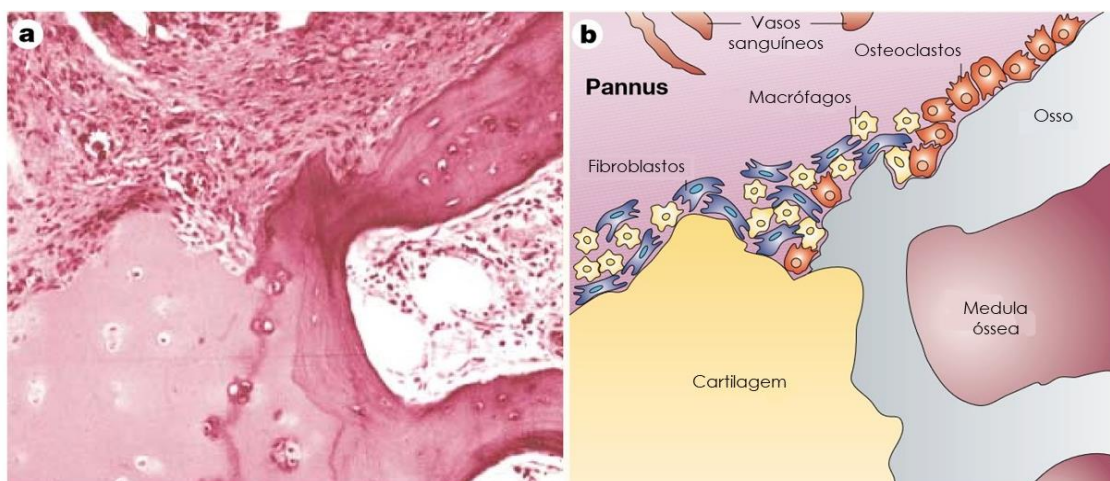 a
b
Vasos
sanguíneos
Osteoclastos
Pannus
Macrófagos
Osso
Fibroblastos
Medula
óssea
Cartilagem